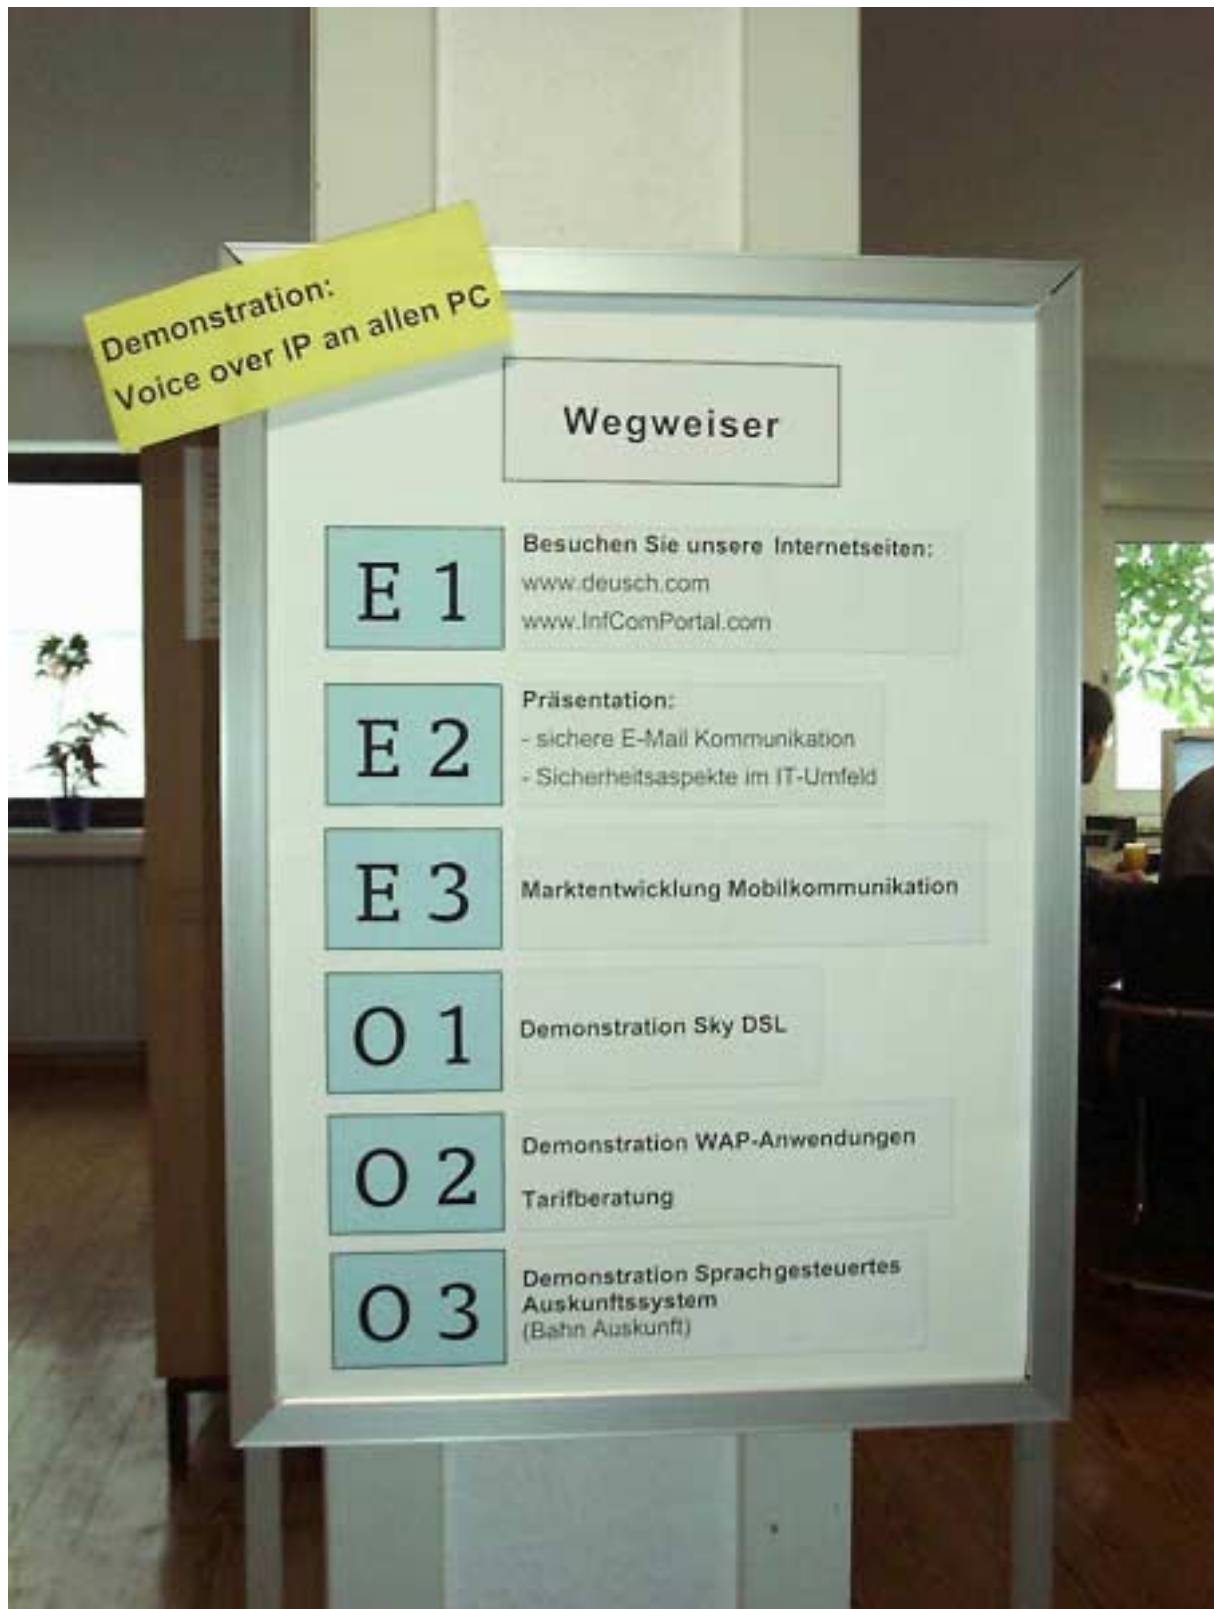 Demonstration:
Voice over IP an allen PC
Wegweiser
E 1
Besuchen Sie unsere Internetseiten:
www.deusch.com
www.InfComPortal.com
E 2
Präsentation:
- sichere E-Mail Kommunikation
- Sicherheitsaspekte im IT-Umfeld
E 3
Marktentwicklung Mobilkommunikation
O 1
Demonstration Sky DSL
O 2
Demonstration WAP-Anwendungen
Tarifberatung
O 3
Demonstration Sprachgesteuertes
Auskunftssystem
(Bahn Auskunft)